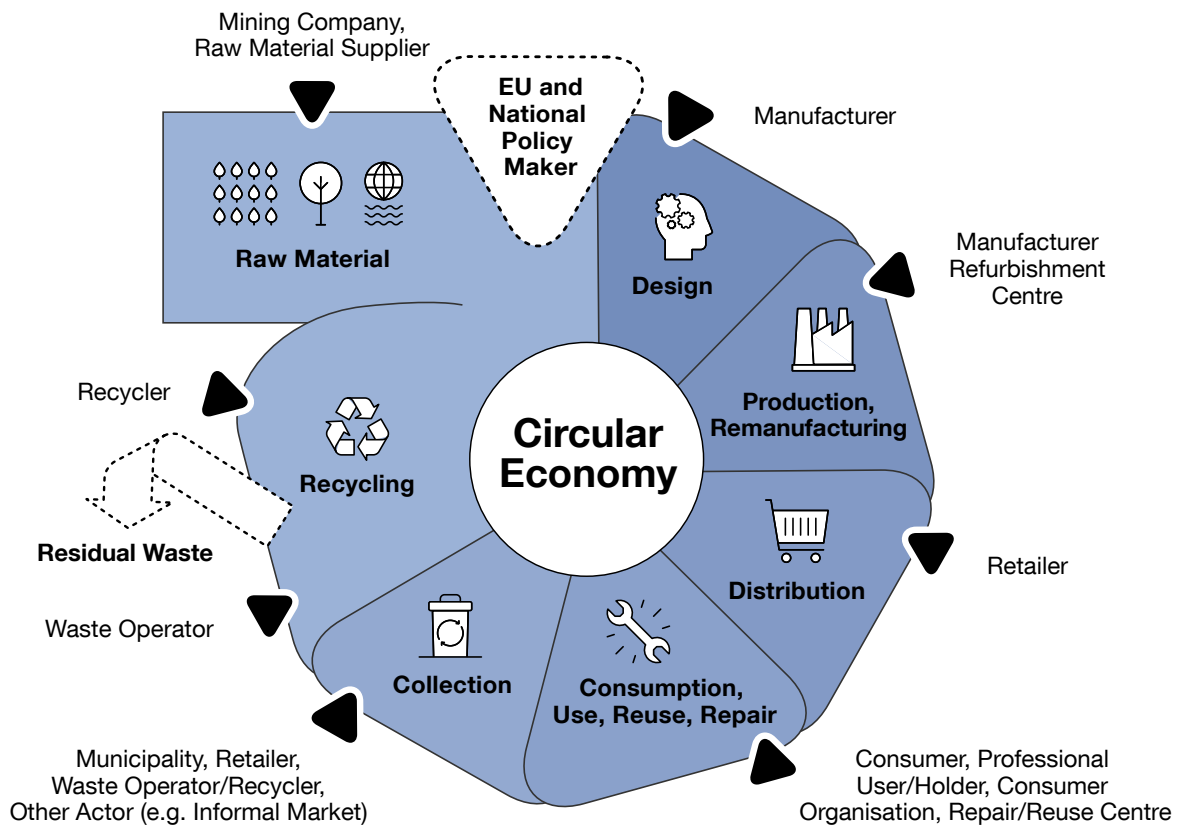 Mining Company,
Raw Material Supplier
EU and
National
Policy
Maker
Manufacturer
Raw Material
Design
Manufacturer
Refurbishment
Centre
Recycler
Production,
Remanufacturing
Circular
Economy
Recycling
Residual Waste
Distribution
Retailer
Waste Operator
Collection
Consumption,
Use, Reuse, Repair
Municipality, Retailer,
Waste Operator/Recycler,
Other Actor (e.g. Informal Market)
Consumer, Professional
User/Holder, Consumer
Organisation, Repair/Reuse Centre